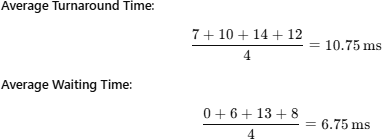 Average Turnaround Time:
7 + 10 + 14 + 12
4
= 10.75 ms
Average Waiting Time:
0 + 6 + 13 + 8
4
= 6.75 ms